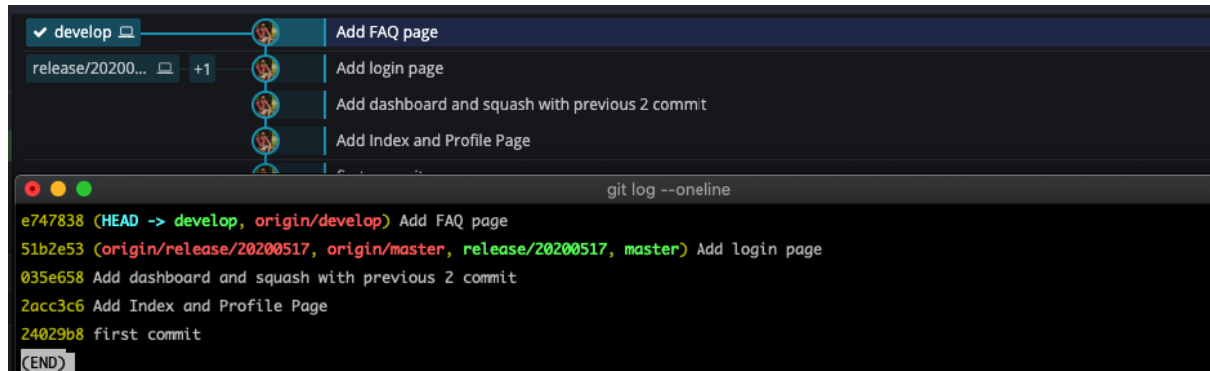 ✔ develop
Add FAQ page
release/20200... +1
Add login page
Add dashboard and squash with previous 2 commit
Add Index and Profile Page
git log --oneline
e747838 (HEAD -> develop, origin/develop) Add FAQ page
51b2e53 (origin/release/20200517, origin/master, release/20200517, master) Add login page
035e658 Add dashboard and squash with previous 2 commit
2acc3c6 Add Index and Profile Page
24029b8 first commit
(END)